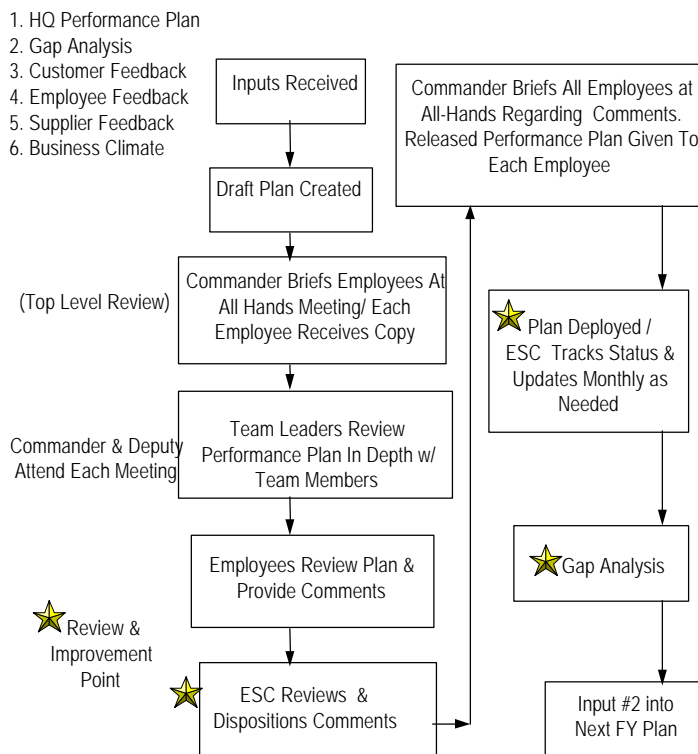 1. HQ Performance Plan
2. Gap Analysis
3. Customer Feedback
4. Employee Feedback
5. Supplier Feedback
6. Business Climate
Inputs Received
Draft Plan Created
(Top Level Review)
Commander Briefs Employees At
All Hands Meeting/ Each
Employee Receives Copy
Commander & Deputy
Attend Each Meeting
Team Leaders Review
Performance Plan In Depth w/
Team Members
Employees Review Plan &
Provide Comments
Review &
Improvement
Point
ESC Reviews &
Dispositions Comments
Commander Briefs All Employees at
All-Hands Regarding Comments.
Released Performance Plan Given To
Each Employee
Plan Deployed /
ESC Tracks Status &
Updates Monthly as
Needed
Gap Analysis
Input #2 into
Next FY Plan